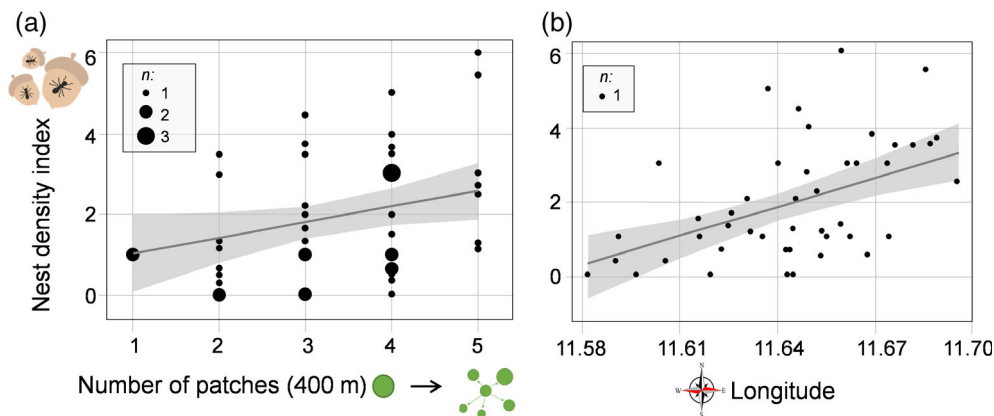 (a)
Nest density index
6
4
2
0
n:
1
2
3
1 2 3 4 5
Number of patches (400 m)
(b)
6
4
2
0
n:
1
11.58 11.61 11.64 11.67 11.70
N
W E
S
Longitude